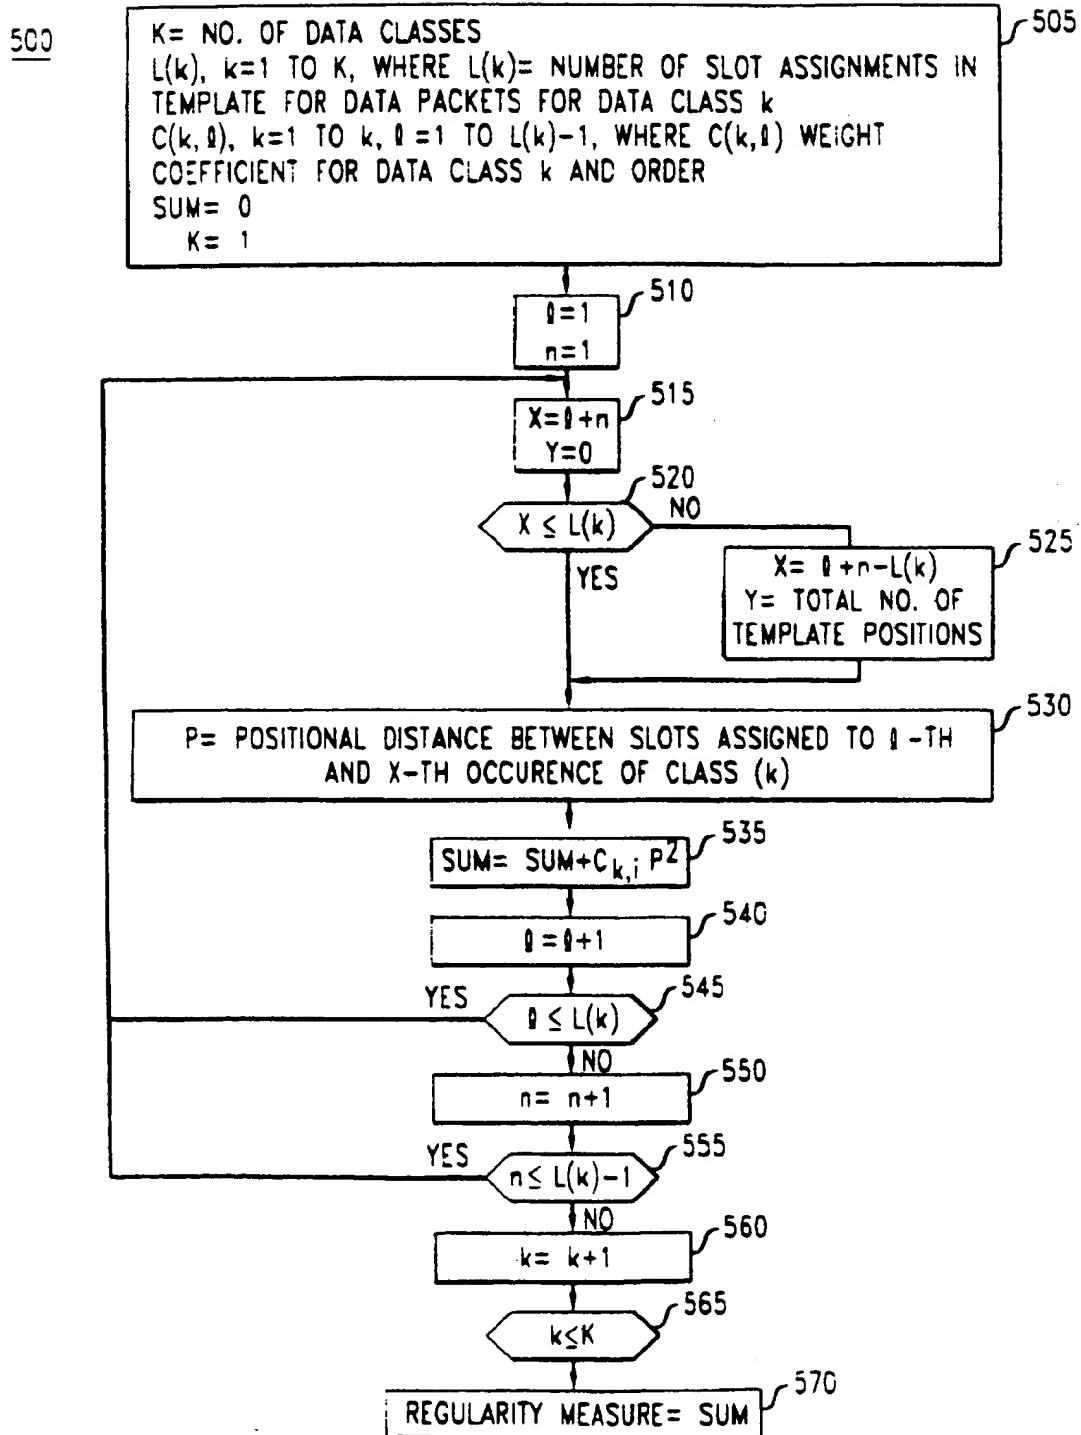 500
505
K= NO. OF DATA CLASSES
L(k), k=1 TO K, WHERE L(k)= NUMBER OF SLOT ASSIGNMENTS IN
TEMPLATE FOR DATA PACKETS FOR DATA CLASS k
C(k,ℓ), k=1 TO k, ℓ=1 TO L(k)-1, WHERE C(k,ℓ) WEIGHT
COEFFICIENT FOR DATA CLASS k AND ORDER
SUM= 0
K= 1
510
ℓ=1
n=1
515
X=ℓ+n
Y=0
520
X ≤ L(k)
NO
YES
525
X= ℓ+n-L(k)
Y= TOTAL NO. OF
TEMPLATE POSITIONS
530
P= POSITIONAL DISTANCE BETWEEN SLOTS ASSIGNED TO ℓ-TH
AND X-TH OCCURENCE OF CLASS (k)
535
SUM= SUM+C_{k,i} P²
540
ℓ=ℓ+1
545
YES
ℓ ≤ L(k)
NO
550
n= n+1
555
YES
n≤ L(k)-1
NO
560
k= k+1
565
k≤K
570
REGULARITY MEASURE= SUM